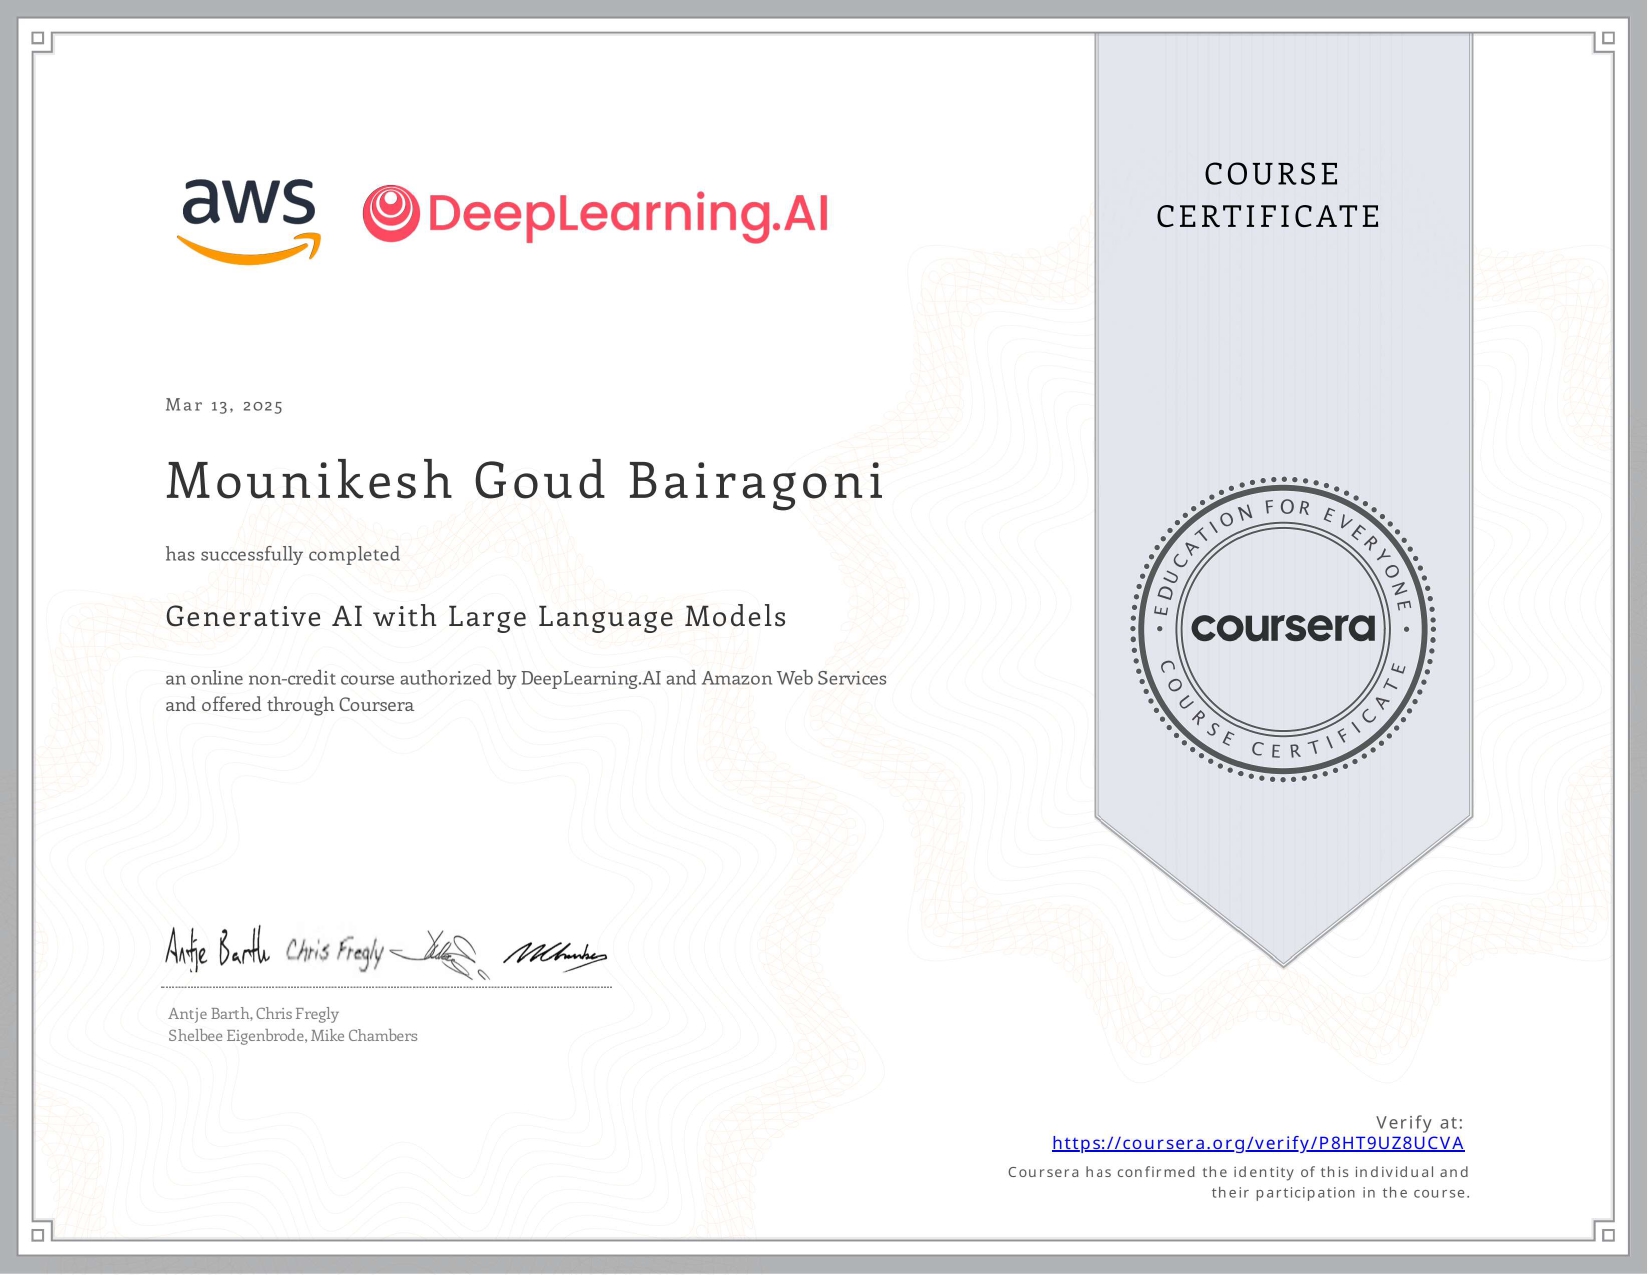 aws DeepLearning.AI
COURSE
CERTIFICATE
Mar 13, 2025
Mounikesh Goud Bairagoni
has successfully completed
Generative AI with Large Language Models
an online non-credit course authorized by DeepLearning.AI and Amazon Web Services
and offered through Coursera
EDUCATION FOR EVERYONE
coursera
COURSE CERTIFICATE
Antje Barth Chris Fregly
Antje Barth, Chris Fregly
Shelbee Eigenbrode, Mike Chambers
Verify at:
https://coursera.org/verify/P8HT9UZ8UCVA
Coursera has confirmed the identity of this individual and
their participation in the course.